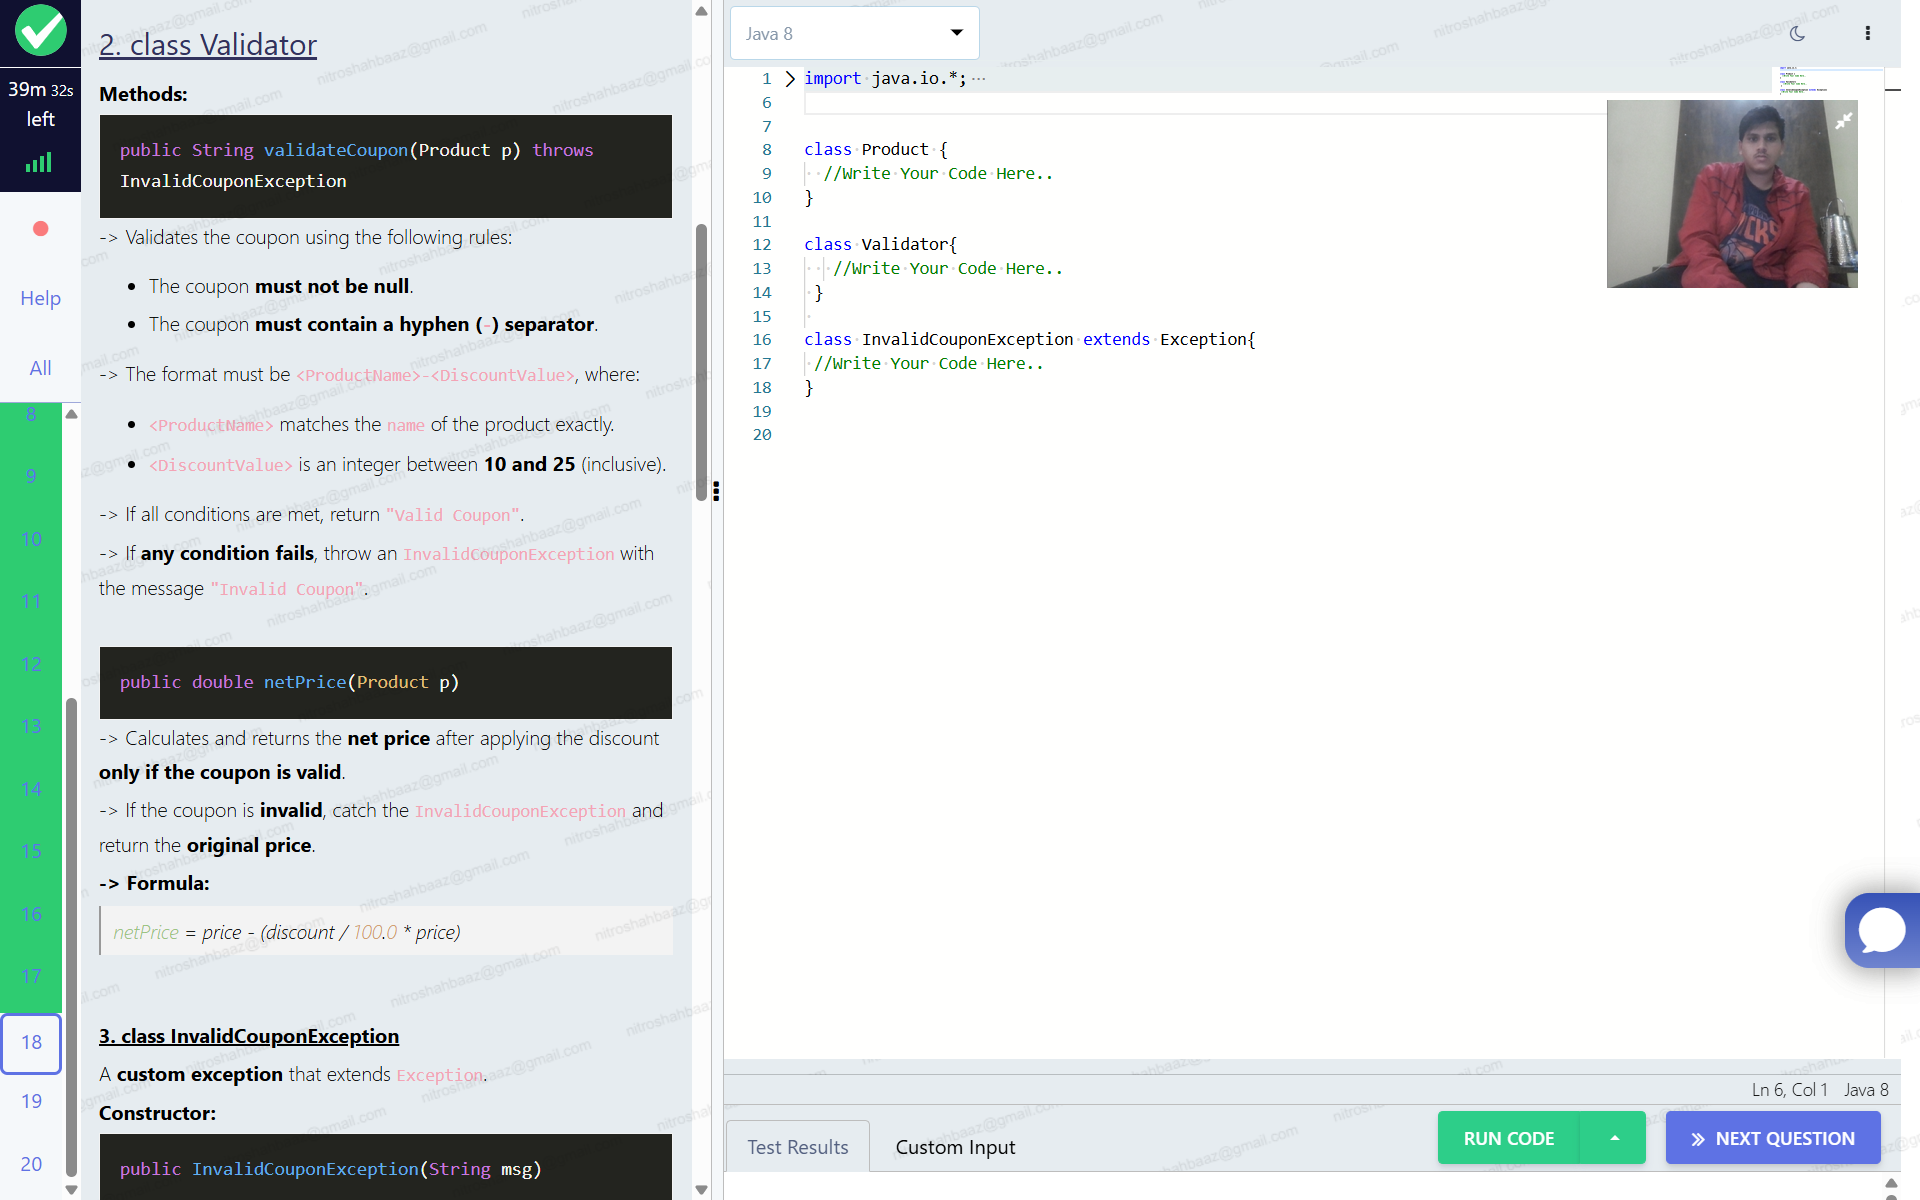 39m 32s
left
Help
All
8
9
10
11
12
13
14
15
16
17
18
19
20
2. class Validator
Methods:
public String validateCoupon(Product p) throws
InvalidCouponException
-> Validates the coupon using the following rules:
• The coupon must not be null.
• The coupon must contain a hyphen (-) separator.
-> The format must be <ProductName>-<DiscountValue>, where:
• <ProductName> matches the name of the product exactly.
• <DiscountValue> is an integer between 10 and 25 (inclusive).
-> If all conditions are met, return "Valid Coupon".
-> If any condition fails, throw an InvalidCouponException with
the message "Invalid Coupon".
public double netPrice(Product p)
-> Calculates and returns the net price after applying the discount
only if the coupon is valid.
-> If the coupon is invalid, catch the InvalidCouponException and
return the original price.
-> Formula:
netPrice = price - (discount / 100.0 * price)
3. class InvalidCouponException
A custom exception that extends Exception.
Constructor:
public InvalidCouponException(String msg)
Java 8
1 import java.io.*; ...
6
7
8 class Product {
9 //Write Your Code Here..
10 }
11
12 class Validator{
13 //Write Your Code Here..
14 }
15
16 class InvalidCouponException extends Exception{
17 //Write Your Code Here..
18 }
19
20
Ln 6, Col 1 Java 8
Test Results
Custom Input
RUN CODE
NEXT QUESTION
nitroshahbaaz@gmail.com